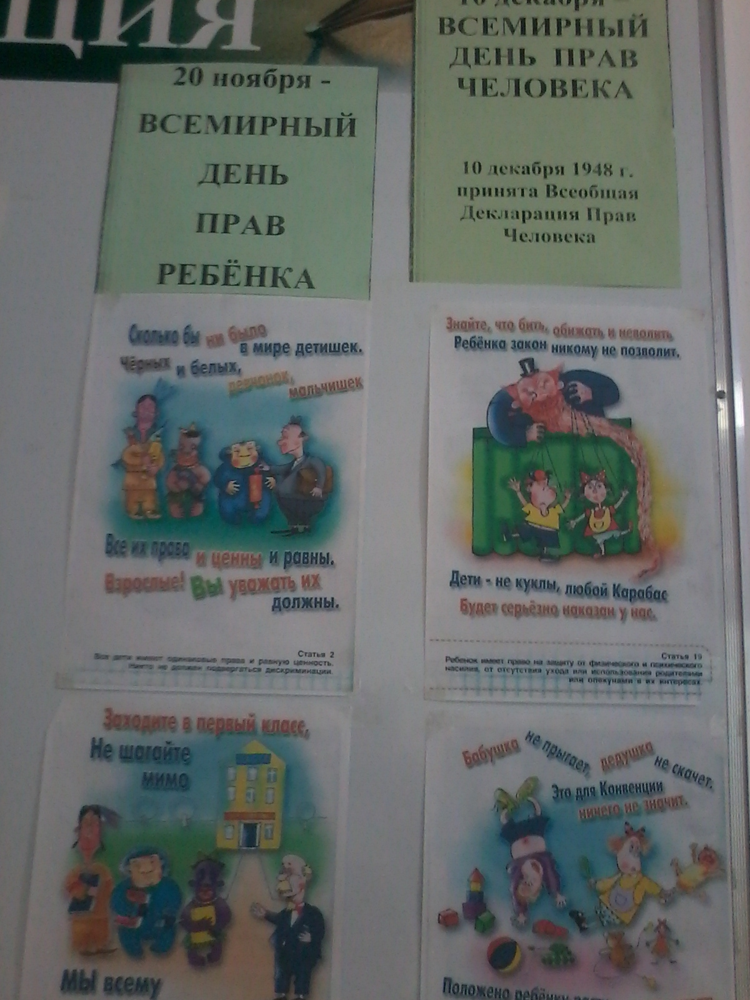 ЦИЯ
20 ноября -
ВСЕМИРНЫЙ
ДЕНЬ
ПРАВ
РЕБЁНКА
10 декабря -
ВСЕМИРНЫЙ
ДЕНЬ ПРАВ
ЧЕЛОВЕКА
10 декабря 1948 г.
принята Всеобщая
Декларация Прав
Человека
Сколько бы ни было
в мире детишек.
Чёрных и белых,
девчонок,
мальчишек
Все их права и ценны и равны.
Взрослые! Вы уважать их
должны.
Статья 2
Все дети имеют одинаковые права и равную ценность.
Никто не должен подвергаться дискриминации.
Знайте, что бить, обижать и неволить
Ребёнка закон никому не позволит.
Дети - не куклы, любой Карабас
Будет серьёзно наказан у нас.
Статья 19
Ребенок имеет право на защиту от физического и психического
насилия, от отсутствия ухода или использования родителями
или опекунами в их интересах.
Заходите в первый класс,
Не шагайте
мимо
МЫ всему
Бабушка не прыгает, дедушка не скачет.
Это для Конвенции
ничего не значит.
Положено ребёнку